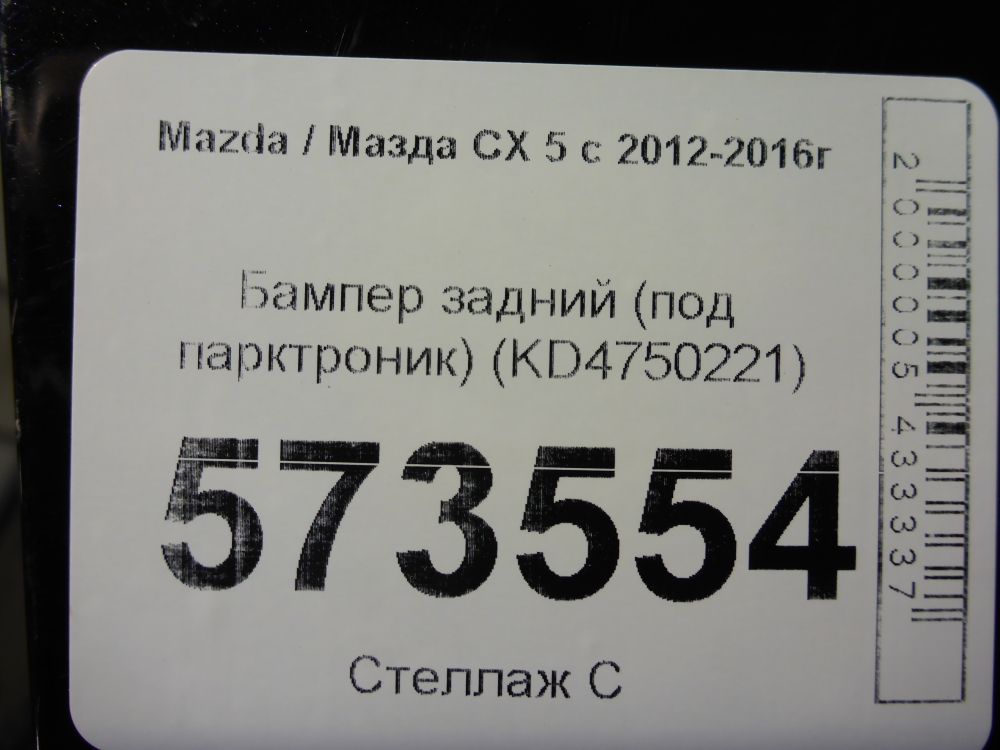 Mazda / Мазда CX 5 с 2012-2016г
Бампер задний (под
парктроник) (KD4750221)
573554
Стеллаж С
2000005433337